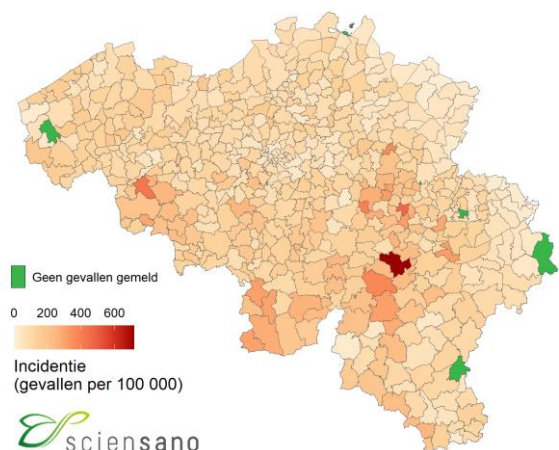 Geen gevallen gemeld
0 200 400 600
Incidentie
(gevallen per 100 000)
sciensano